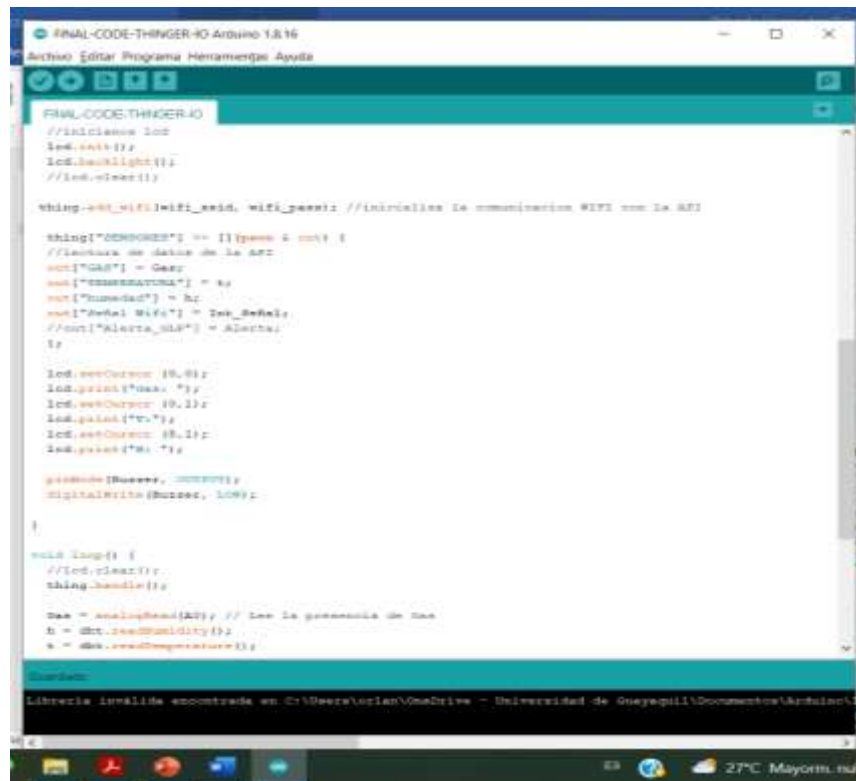 FINAL-CODE-THINGER-IO Arduino 1.8.16
Archivo Editar Programa Herramientas Ayuda
FINAL-CODE-THINGER-IO
lcd.init();
lcd.backlight();
//lcd.clear();
thing.add_wifi(wifi_ssid, wifi_pass); //inicializa la comunicacion WIFI con la API
thing["SENSORES"] >> [](pson & out) {
//lectura de datos de la API
out["GAS"] = Gas;
out["TEMPERATURA"] = t;
out["humedad"] = h;
out["Señal Wifi"] = Señal;
//out["Alerta_GLP"] = Alerta;
};
lcd.setCursor (0,0);
lcd.print("Gas: ");
lcd.setCursor (0,1);
lcd.print("T:");
lcd.setCursor (8,1);
lcd.print("H: ");
pinMode(Buzzer, OUTPUT);
digitalWrite(Buzzer, LOW);
}
void loop() {
//lcd.clear();
thing.handle();
Gas = analogRead(A0); // Lee la presencia de Gas
h = dht.readHumidity();
t = dht.readTemperature();
Guardado
Librería inválida encontrada en C:\Users\orlan\OneDrive - Universidad de Guayaquil\Documentos\Arduino\
27°C Mayorm. nu